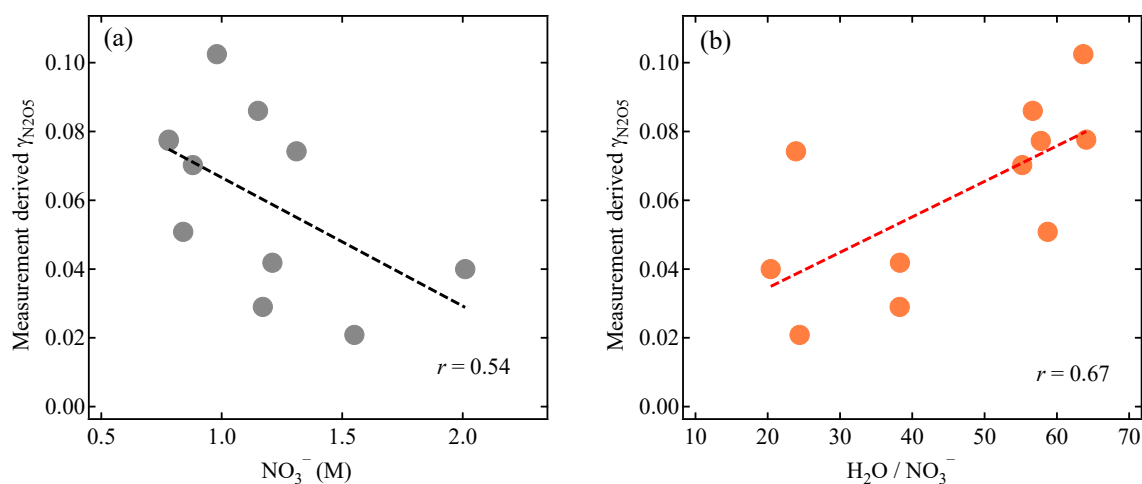 (a)
Measurement derived γN2O5
0.10
0.08
0.06
0.04
0.02
0.00
r = 0.54
0.5 1.0 1.5 2.0
NO3− (M)
(b)
Measurement derived γN2O5
0.10
0.08
0.06
0.04
0.02
0.00
r = 0.67
10 20 30 40 50 60 70
H2O / NO3−